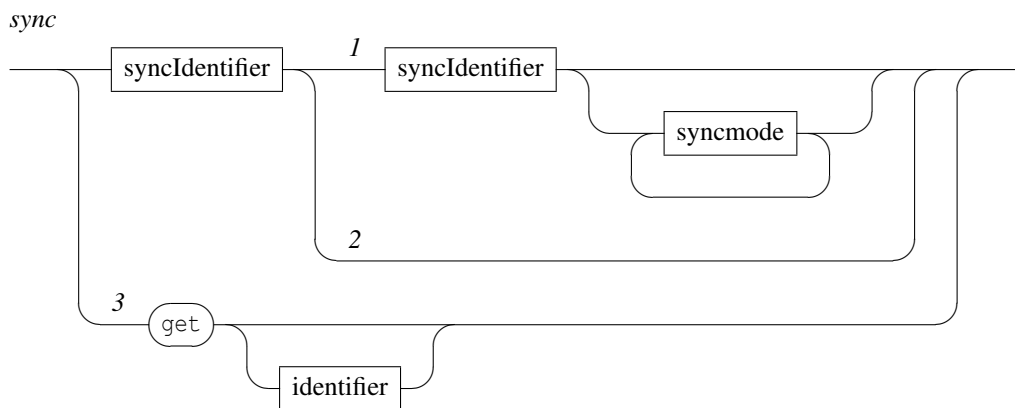 sync
syncIdentifier 1 syncIdentifier
syncmode
2
3 get
identifier